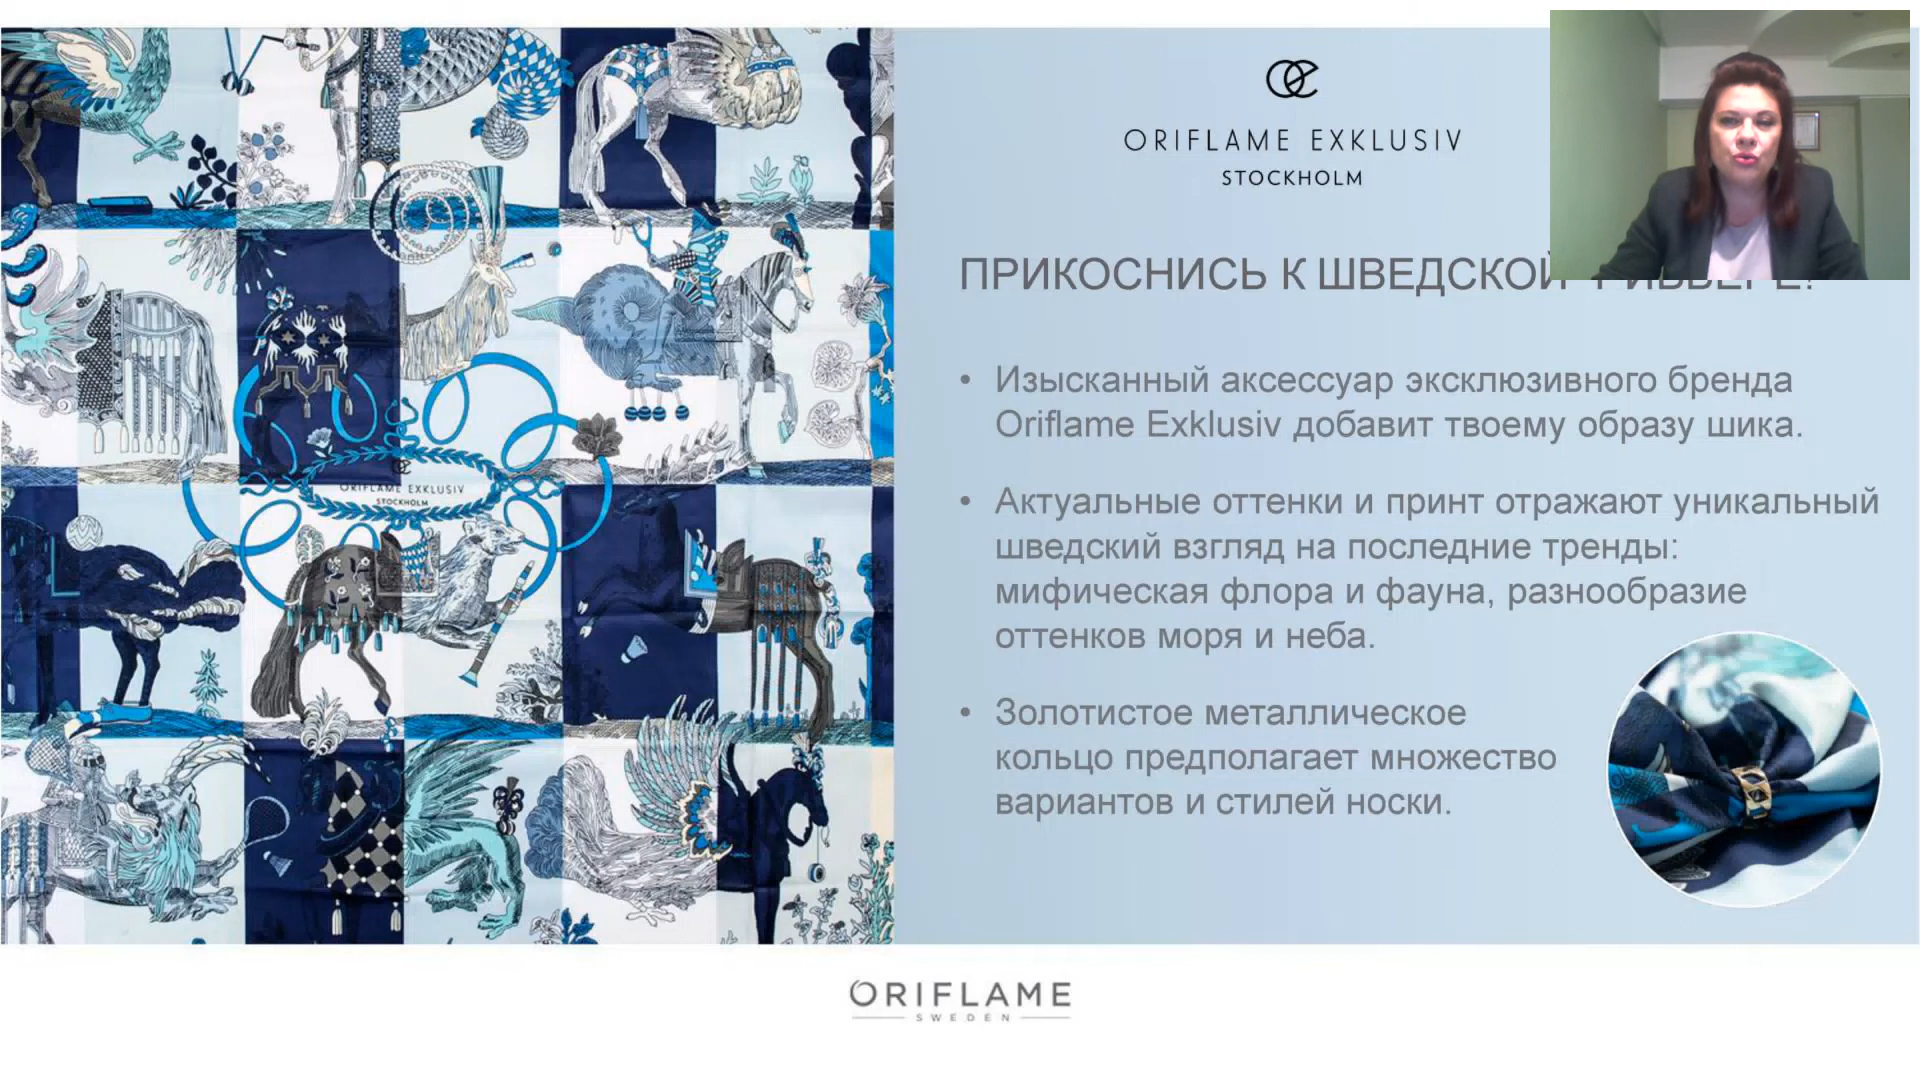 ORIFLAME EXKLUSIV
STOCKHOLM
ПРИКОСНИСЬ К ШВЕДСКОЙ
• Изысканный аксессуар эксклюзивного бренда
Oriflame Exklusiv добавит твоему образу шика.
• Актуальные оттенки и принт отражают уникальный
шведский взгляд на последние тренды:
мифическая флора и фауна, разнообразие
оттенков моря и неба.
• Золотистое металлическое
кольцо предполагает множество
вариантов и стилей носки.
ORIFLAME EXKLUSIV
STOCKHOLM
ORIFLAME
SWEDEN